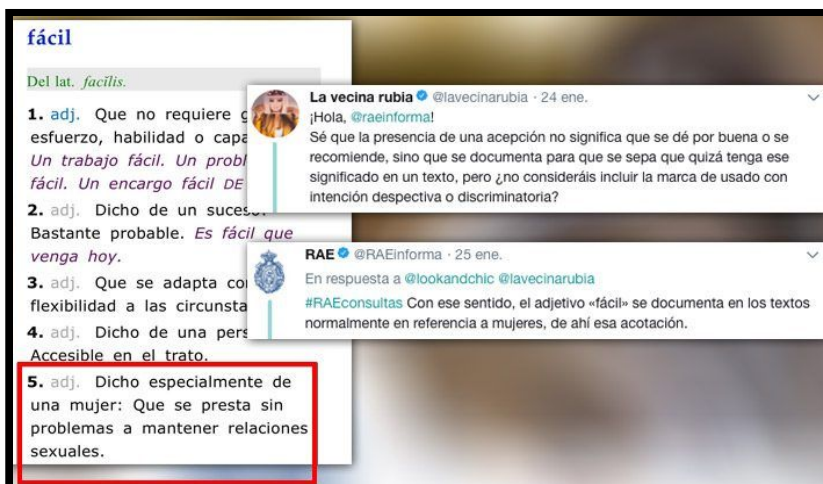 fácil
Del lat. facĭlis.
1. adj. Que no requiere g
esfuerzo, habilidad o capa
Un trabajo fácil. Un probl
fácil. Un encargo fácil DE
2. adj. Dicho de un suceso:
Bastante probable. Es fácil que
venga hoy.
3. adj. Que se adapta co
flexibilidad a las circunsta
4. adj. Dicho de una pers
Accesible en el trato.
5. adj. Dicho especialmente de
una mujer: Que se presta sin
problemas a mantener relaciones
sexuales.
La vecina rubia @lavecinarubia · 24 ene.
¡Hola, @raeinforma!
Sé que la presencia de una acepción no significa que se dé por buena o se
recomiende, sino que se documenta para que se sepa que quizá tenga ese
significado en un texto, pero ¿no consideráis incluir la marca de usado con
intención despectiva o discriminatoria?
RAE @RAEinforma · 25 ene.
En respuesta a @lookandchic @lavecinarubia
#RAEconsultas Con ese sentido, el adjetivo «fácil» se documenta en los textos
normalmente en referencia a mujeres, de ahí esa acotación.